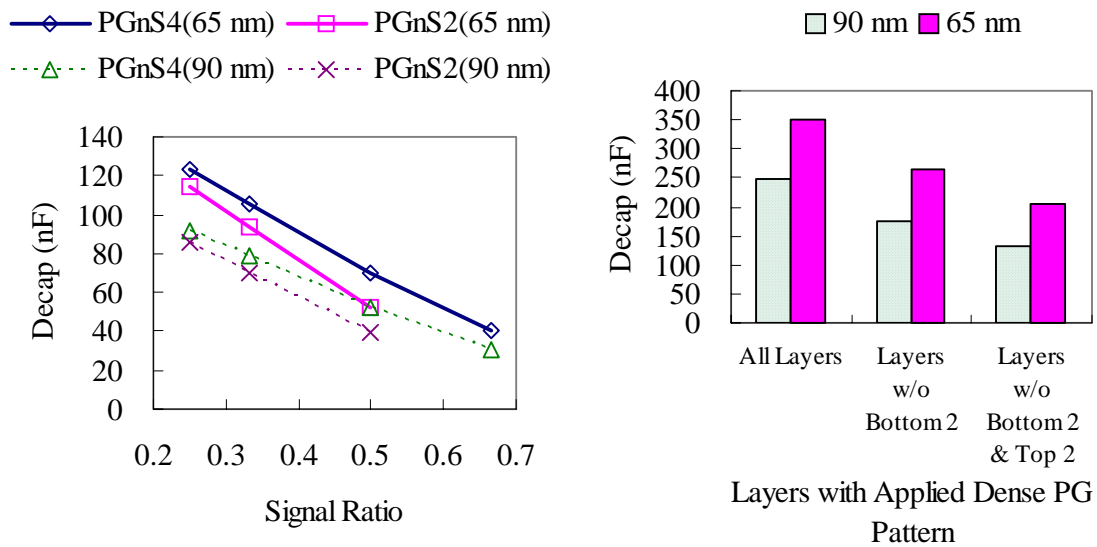 PGnS4(65 nm) PGnS2(65 nm)
PGnS4(90 nm) PGnS2(90 nm)
140
120
100
80
60
40
20
0
Decap (nF)
0.2 0.3 0.4 0.5 0.6 0.7
Signal Ratio
90 nm 65 nm
400
350
300
250
200
150
100
50
0
Decap (nF)
All Layers
Layers
w/o
Bottom 2
Layers
w/o
Bottom 2
& Top 2
Layers with Applied Dense PG
Pattern